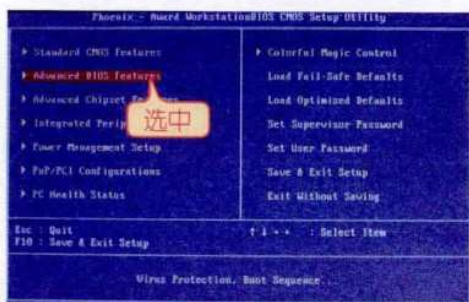 Phoenix - Award WorkstationBIOS CMOS Setup Utility
Standard CMOS Features
Advanced BIOS Features
Advanced Chipset Features
Integrated Perip
Power Management Setup
PnP/PCI Configurations
PC Health Status
Colorful Magic Control
Load Fail-Safe Defaults
Load Optimized Defaults
Set Supervisor Password
Set User Password
Save & Exit Setup
Exit Without Saving
选中
Esc : Quit
F10 : Save & Exit Setup
: Select Item
Virus Protection, Boot Sequence...